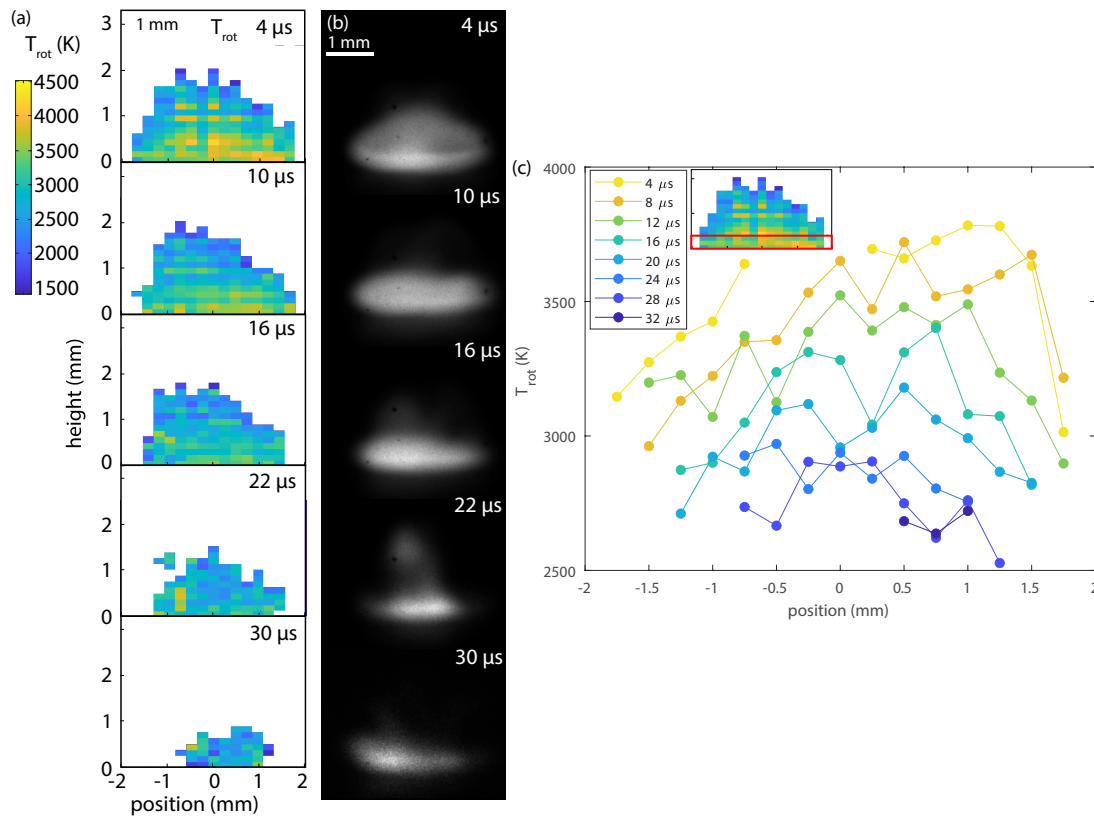 (a)
1 mm
T_rot
4 µs
T_rot (K)
4500
4000
3500
3000
2500
2000
1500
3
2
1
0
10 µs
2
1
0
16 µs
2
1
0
22 µs
2
1
0
30 µs
3
2
1
0
height (mm)
-2 -1 0 1 2
position (mm)
(b)
1 mm
4 µs
10 µs
16 µs
22 µs
30 µs
(c)
4000
3500
3000
2500
T_rot (K)
4 µs
8 µs
12 µs
16 µs
20 µs
24 µs
28 µs
32 µs
-2 -1.5 -1 -0.5 0 0.5 1 1.5 2
position (mm)